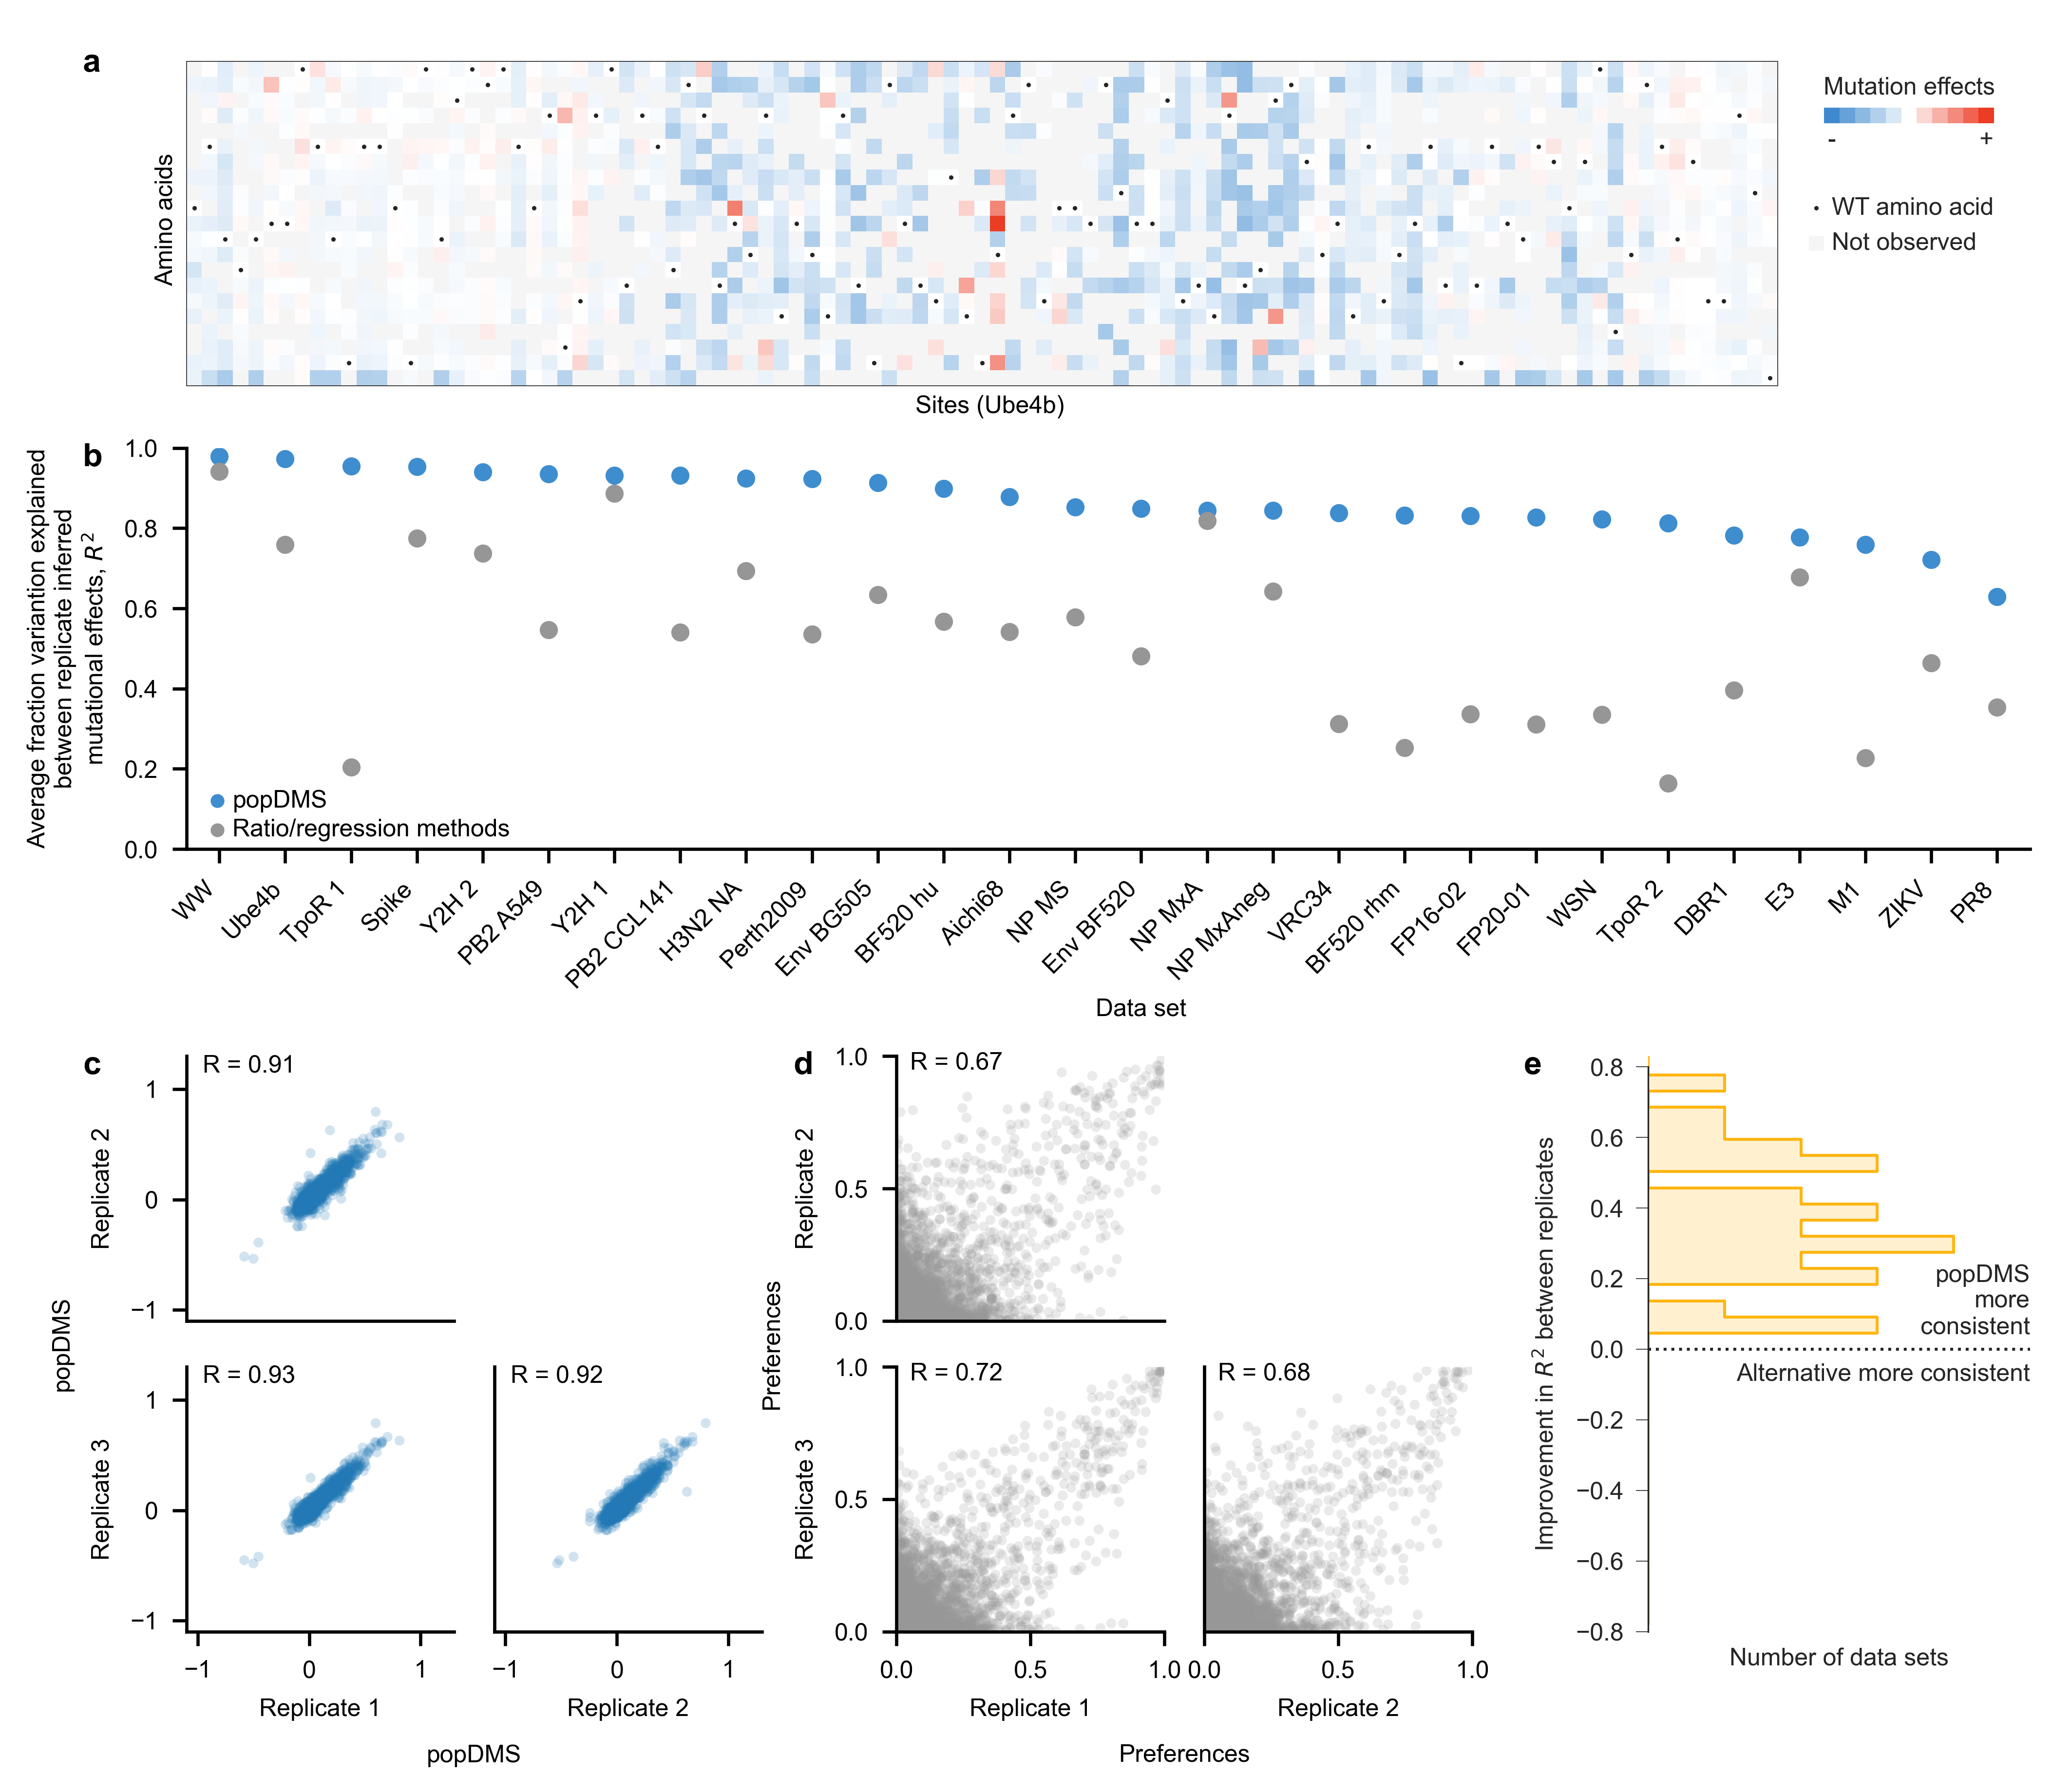 a
Amino acids
Sites (Ube4b)
Mutation effects
- +
WT amino acid
Not observed
b
Average fraction variantion explained
between replicate inferred
mutational effects, R²
1.0
0.8
0.6
0.4
0.2
0.0
popDMS
Ratio/regression methods
WW
Ube4b
TpoR 1
Spike
Y2H 2
PB2 A549
Y2H 1
PB2 CCL141
H3N2 NA
Perth2009
Env BG505
BF520 hu
Aichi68
NP MS
Env BF520
NP MxA
NP MxAneg
VRC34
BF520 rhm
FP16-02
FP20-01
WSN
TpoR 2
DBR1
E3
M1
ZIKV
PR8
Data set
c
popDMS
Replicate 2
1
0
−1
R = 0.91
Replicate 3
1
0
−1
R = 0.93
R = 0.92
−1 0 1
−1 0 1
Replicate 1
Replicate 2
popDMS
d
Preferences
Replicate 2
1.0
0.5
0.0
R = 0.67
Replicate 3
1.0
0.5
0.0
R = 0.72
R = 0.68
0.0 0.5 1.0
0.0 0.5 1.0
Replicate 1
Replicate 2
Preferences
e
Improvement in R² between replicates
0.8
0.6
0.4
0.2
0.0
−0.2
−0.4
−0.6
−0.8
popDMS
more
consistent
Alternative more consistent
Number of data sets